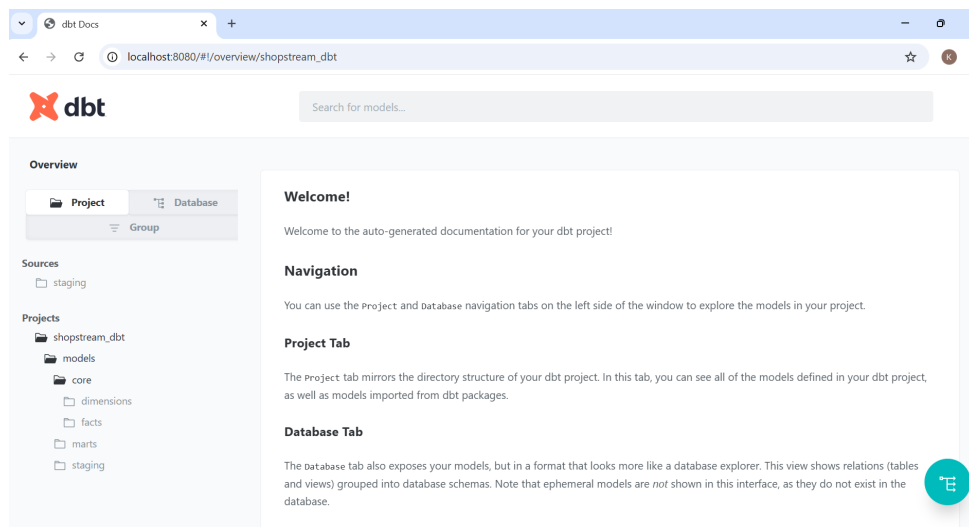 dbt Docs
localhost:8080/#!/overview/shopstream_dbt
K
dbt
Search for models...
Overview
Project
Database
Group
Sources
staging
Projects
shopstream_dbt
models
core
dimensions
facts
marts
staging
Welcome!
Welcome to the auto-generated documentation for your dbt project!
Navigation
You can use the Project and Database navigation tabs on the left side of the window to explore the models in your project.
Project Tab
The Project tab mirrors the directory structure of your dbt project. In this tab, you can see all of the models defined in your dbt project,
as well as models imported from dbt packages.
Database Tab
The Database tab also exposes your models, but in a format that looks more like a database explorer. This view shows relations (tables
and views) grouped into database schemas. Note that ephemeral models are not shown in this interface, as they do not exist in the
database.